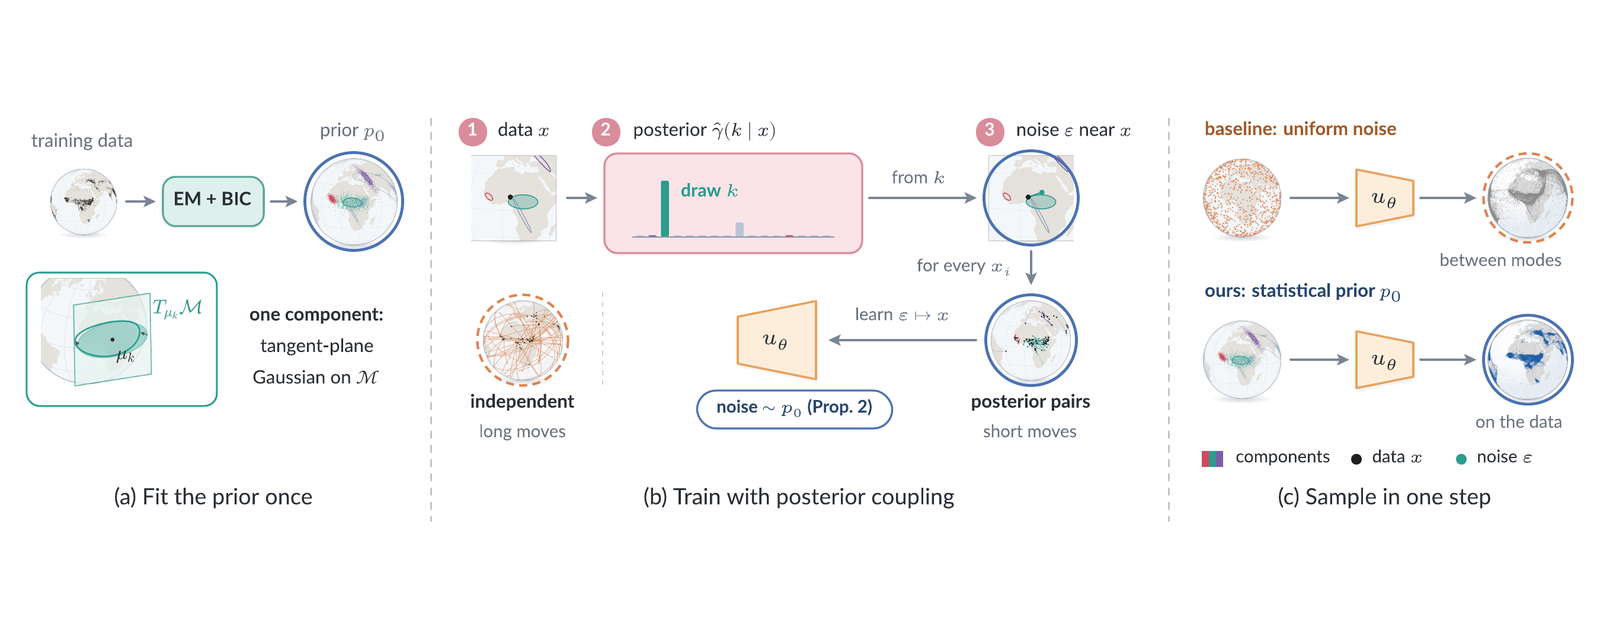 training data
prior p₀
EM + BIC
T_{μ_k}ℳ
μ_k
one component:
tangent-plane
Gaussian on ℳ
(a) Fit the prior once
1 data x
2 posterior γ̂(k | x)
3 noise ε near x
draw k
from k
for every x_i
learn ε ↦ x
u_θ
independent
long moves
noise ∼ p₀ (Prop. 2)
posterior pairs
short moves
(b) Train with posterior coupling
baseline: uniform noise
u_θ
between modes
ours: statistical prior p₀
u_θ
on the data
components data x noise ε
(c) Sample in one step